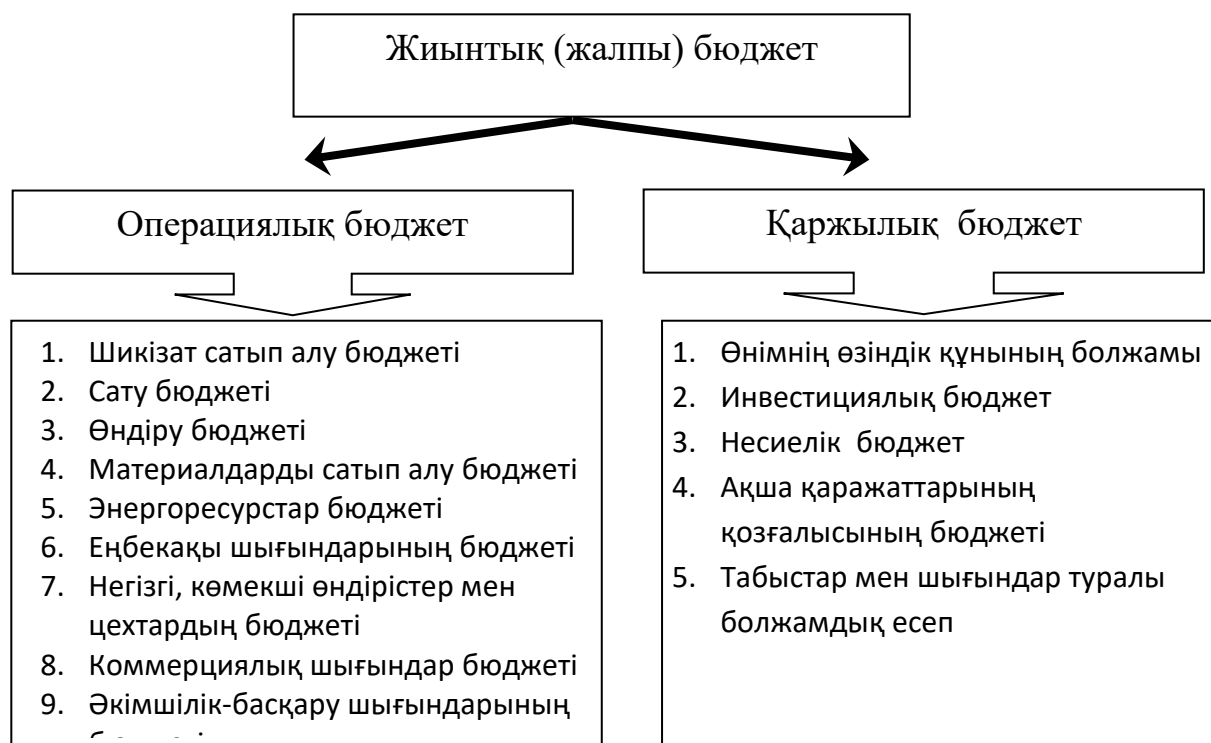 Жиынтық (жалпы) бюджет
Операциялық бюджет
Қаржылық бюджет
1. Шикізат сатып алу бюджеті
2. Сату бюджеті
3. Өндіру бюджеті
4. Материалдарды сатып алу бюджеті
5. Энергоресурстар бюджеті
6. Еңбекақы шығындарының бюджеті
7. Негізгі, көмекші өндірістер мен
цехтардың бюджеті
8. Коммерциялық шығындар бюджеті
9. Әкімшілік-басқару шығындарының
1. Өнімнің өзіндік құнының болжамы
2. Инвестициялық бюджет
3. Несиелік бюджет
4. Ақша қаражаттарының
қозғалысының бюджеті
5. Табыстар мен шығындар туралы
болжамдық есеп